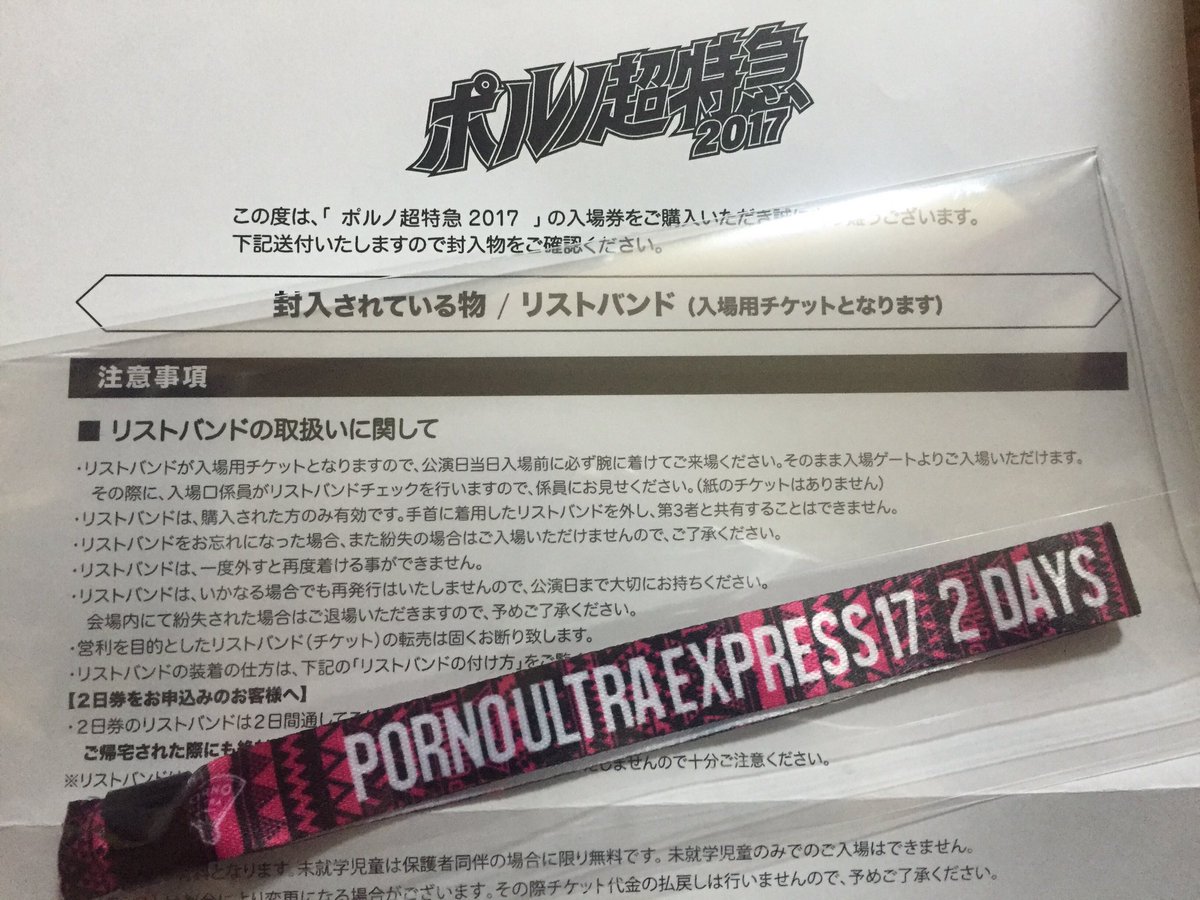 ポルノ超特急
2017
この度は、「 ポルノ超特急 2017 」の入場券をご購入いただき誠に うございます。
下記送付いたしますので封入物をご確認ください。
封入されている物 / リストバンド (入場用チケットとなります)
注意事項
■ リストバンドの取扱いに関して
・リストバンドが入場用チケットとなりますので、公演日当日入場前に必ず腕に着けてご来場ください。そのまま入場ゲートよりご入場いただけます。
その際に、入場口係員がリストバンドチェックを行いますので、係員にお見せください。(紙のチケットはありません)
・リストバンドは、購入された方のみ有効です。手首に着用したリストバンドを外し、第3者と共有することはできません。
・リストバンドをお忘れになった場合、また紛失の場合はご入場いただけませんので、ご了承ください。
・リストバンドは、一度外すと再度着ける事ができません。
・リストバンドは、いかなる場合でも再発行はいたしませんので、公演日まで大切にお持ちください。
会場内にて紛失された場合はご退場いただきますので、予めご了承ください。
・営利を目的としたリストバンド(チケット)の転売は固くお断り致します。
・リストバンドの装着の仕方は、下記の「リストバンドの付け方」をご覧
【2日券をお申込みのお客様へ】
・2日券のリストバンドは2日間通して
ご帰宅された際にも
※リストバンドは しませんので十分ご注意ください。
PORNO ULTRA EXPRESS 17 2 DAYS
となります。未就学児童は保護者同伴の場合に限り無料です。未就学児童のみでのご入場はできません。
により変更になる場合がございます。その際チケット代金の払戻しは行いませんので、予めご了承ください。